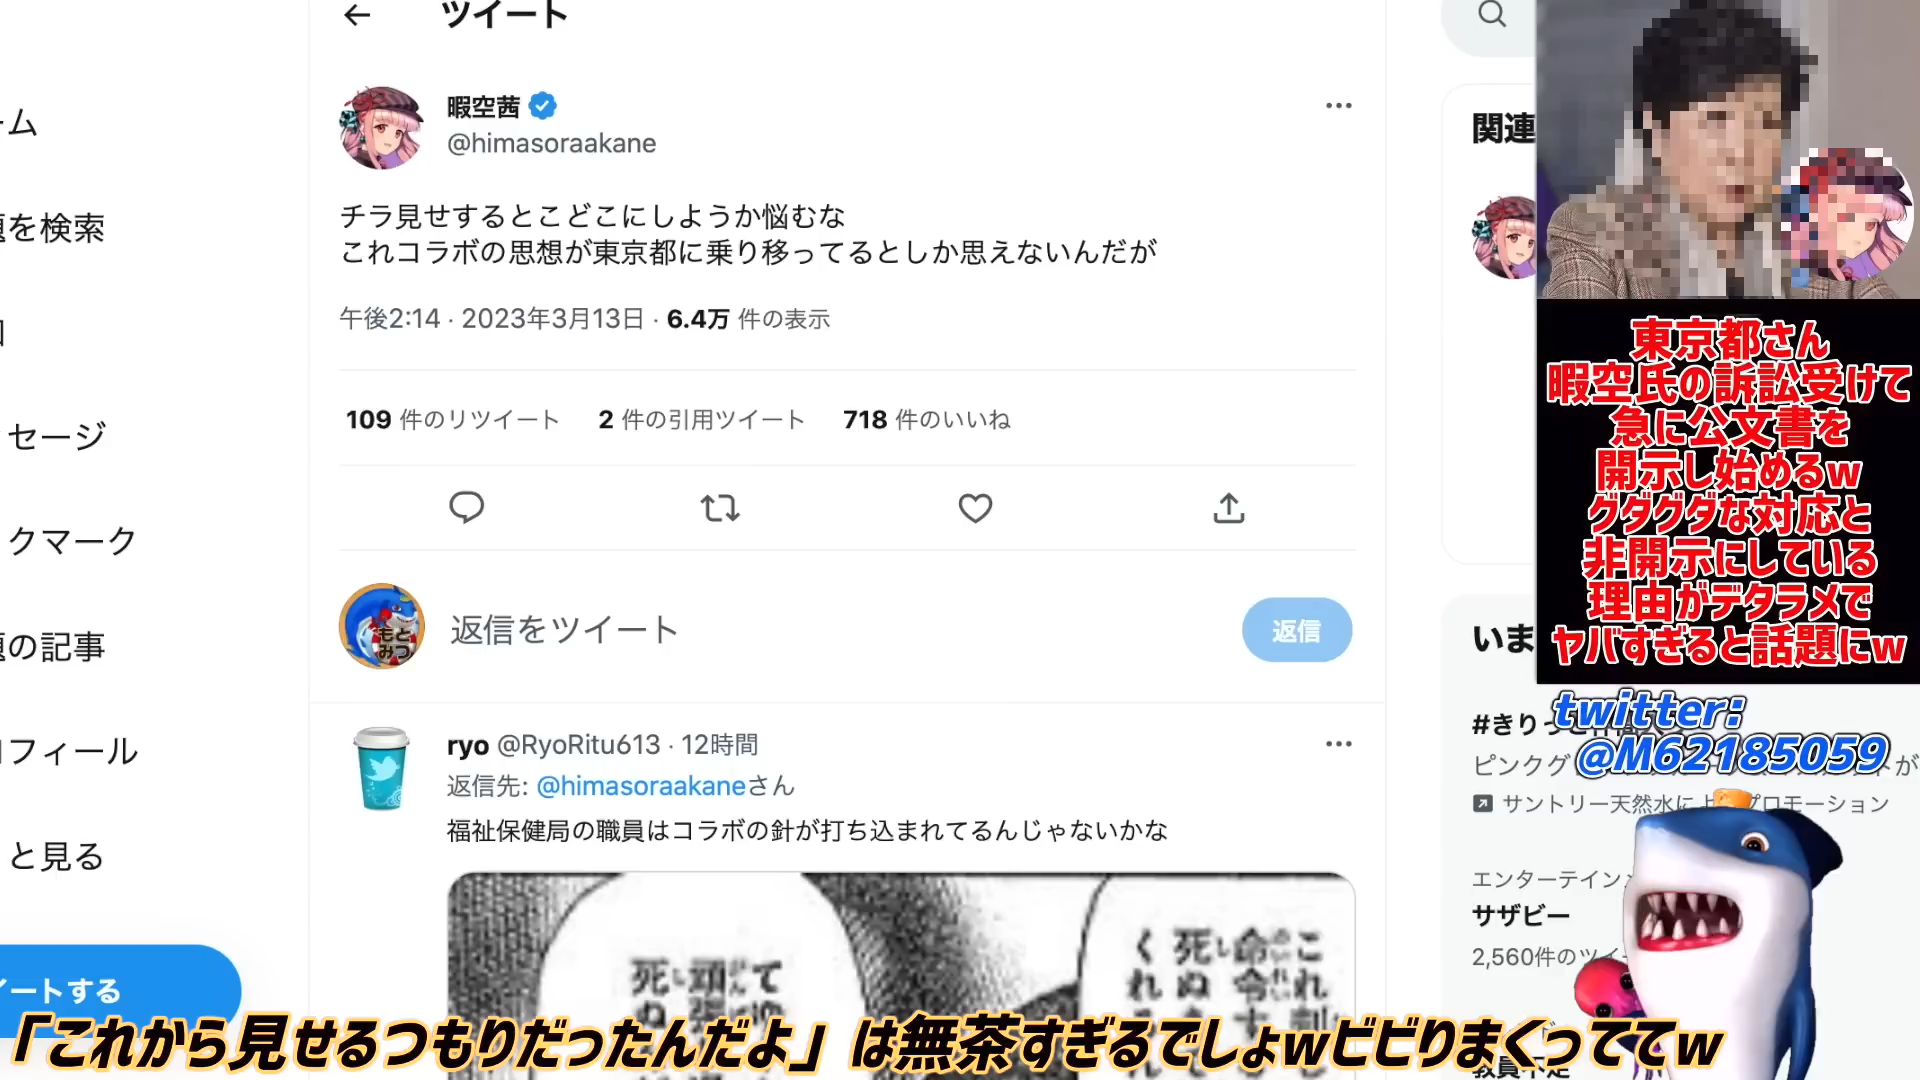 ツイート
ーム
を検索
セージ
クマーク
の記事
フィール
と見る
イートする
暇空茜
@himasoraakane
チラ見せするとこどこにしようか悩むな
これコラボの思想が東京都に乗り移ってるとしか思えないんだが
午後2:14 · 2023年3月13日 · 6.4万 件の表示
109 件のリツイート 2 件の引用ツイート 718 件のいいね
もと
みつ
返信をツイート
返信
ryo @RyoRitu613 · 12時間
返信先: @himasoraakaneさん
福祉保健局の職員はコラボの針が打ち込まれてるんじゃないかな
関連
いま
#きりっ
ピンクグ
が
サントリー天然水に プロモーション
エンターテイン
サザビー
2,560件のツイー
教員不足
東京都さん
暇空氏の訴訟受けて
急に公文書を
開示し始めるw
グダグダな対応と
非開示にしている
理由がデタラメで
ヤバすぎると話題にw
twitter:
@M62185059
「これから見せるつもりだったんだよ」は無茶すぎるでしょwビビりまくっててw